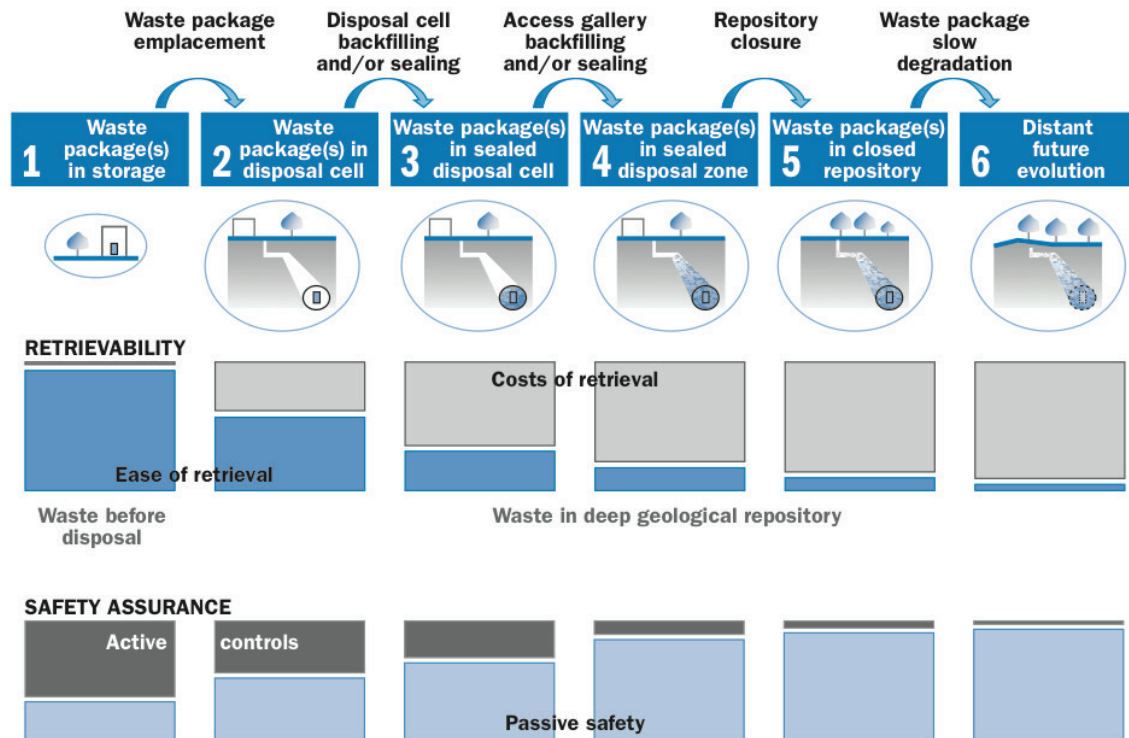 Waste package
emplacement
Disposal cell
backfilling
and/or sealing
Access gallery
backfilling
and/or sealing
Repository
closure
Waste package
slow
degradation
1
Waste
package(s)
in storage
2
Waste
package(s) in
disposal cell
3
Waste package(s)
in sealed
disposal cell
4
Waste package(s)
in sealed
disposal zone
5
Waste package(s)
in closed
repository
6
Distant
future
evolution
RETRIEVABILITY
Costs of retrieval
Ease of retrieval
Waste before
disposal
Waste in deep geological repository
SAFETY ASSURANCE
Active controls
Passive safety